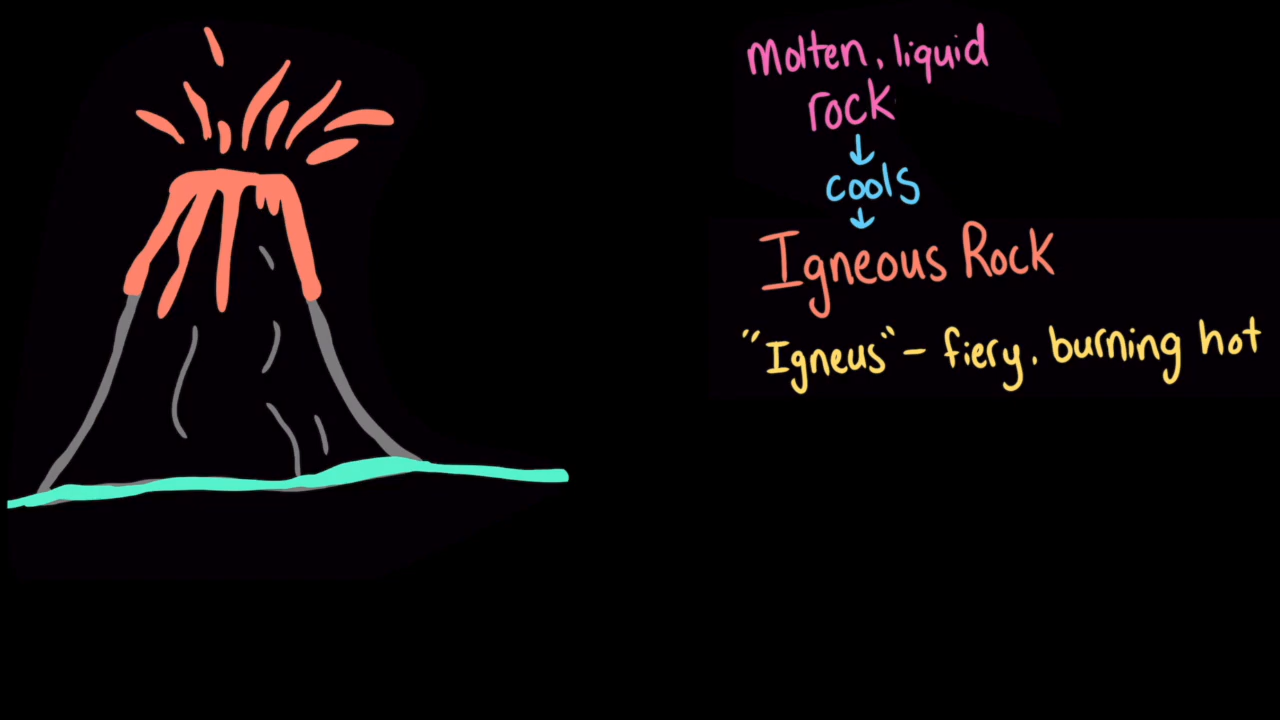 Molten, liquid
rock
↓
cools
↓
Igneous Rock
"Igneus" - fiery, burning hot